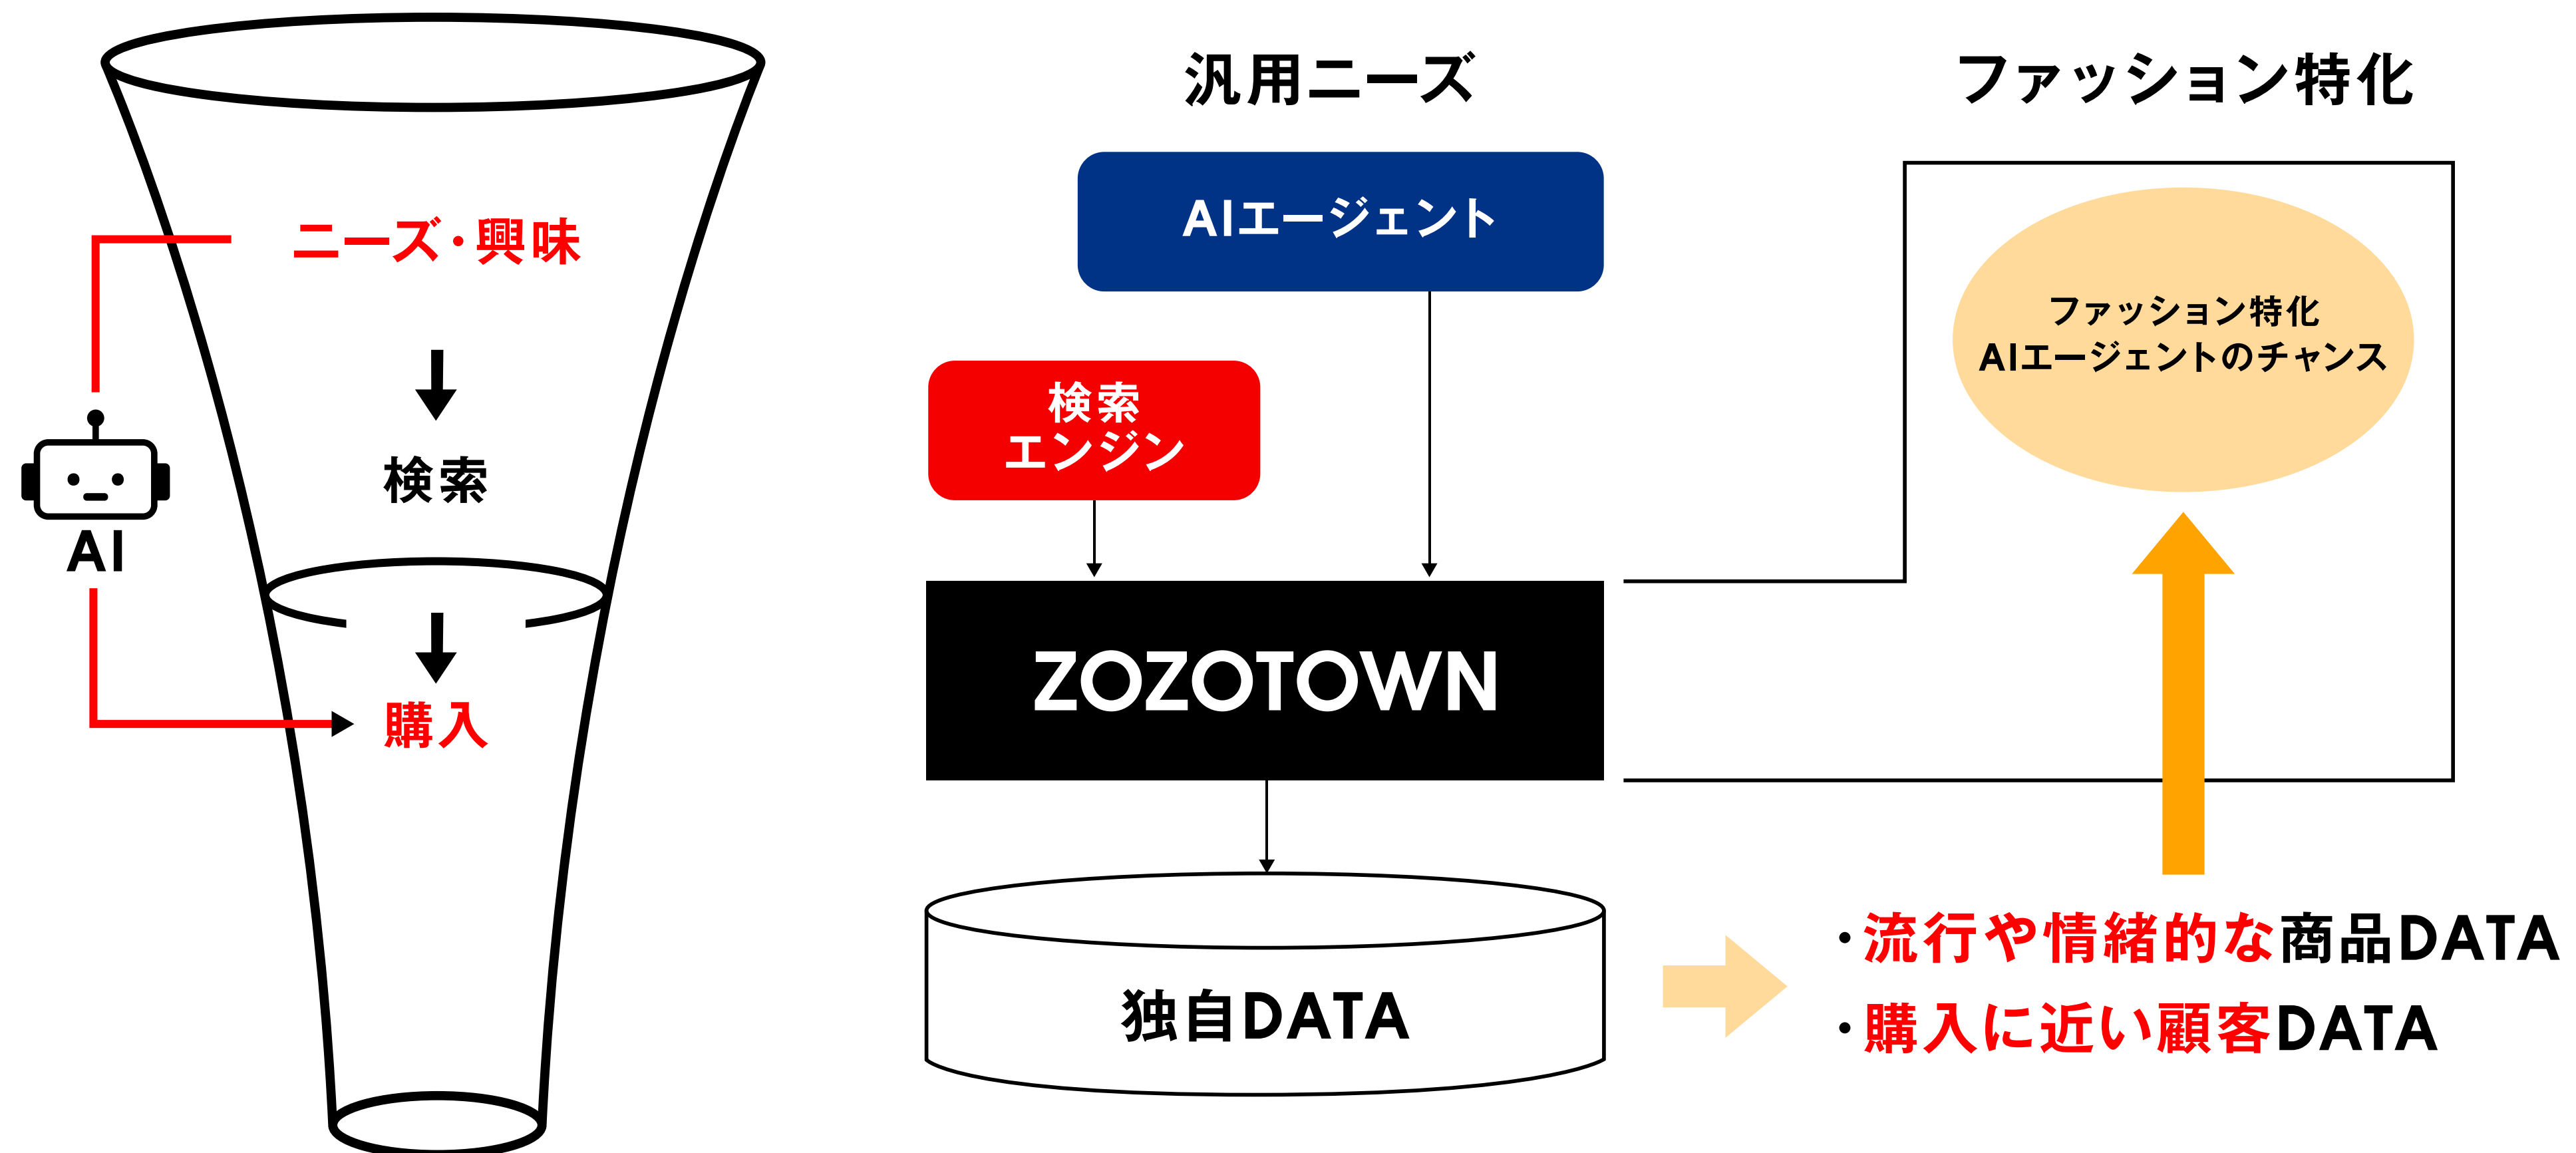 ニーズ・興味
検索
購入
AI
汎用ニーズ
AIエージェント
検索
エンジン
ZOZOTOWN
独自DATA
ファッション特化
ファッション特化
AIエージェントのチャンス
・流行や情緒的な商品DATA
・購入に近い顧客DATA